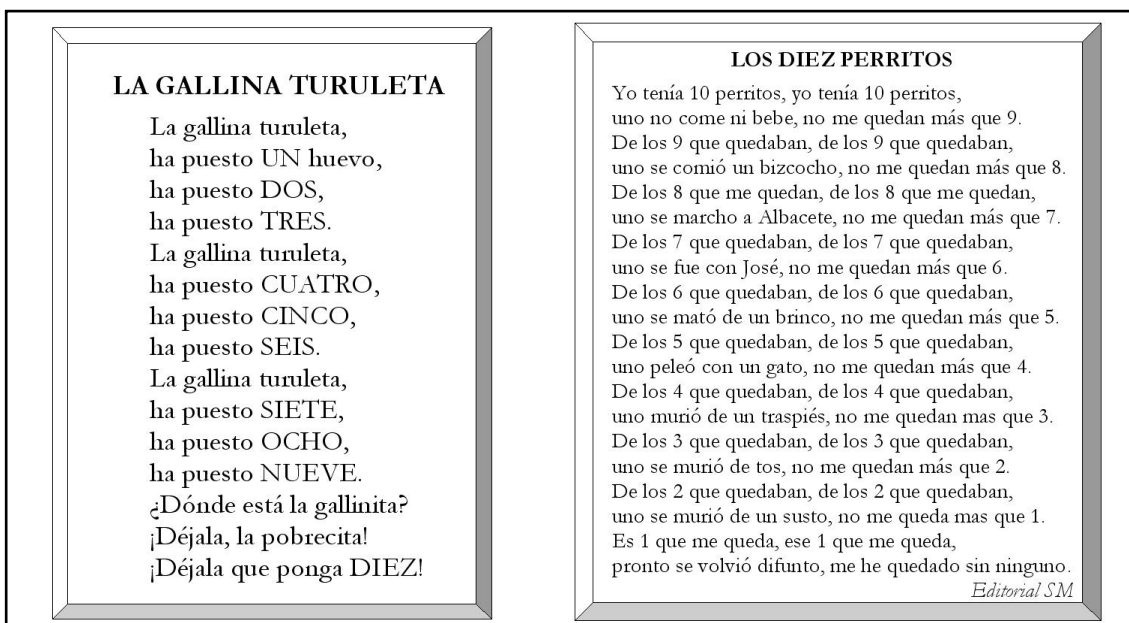 LA GALLINA TURULETA
La gallina turuleta,
ha puesto UN huevo,
ha puesto DOS,
ha puesto TRES.
La gallina turuleta,
ha puesto CUATRO,
ha puesto CINCO,
ha puesto SEIS.
La gallina turuleta,
ha puesto SIETE,
ha puesto OCHO,
ha puesto NUEVE.
¿Dónde está la gallinita?
¡Déjala, la pobrecita!
¡Déjala que ponga DIEZ!
LOS DIEZ PERRITOS
Yo tenía 10 perritos, yo tenía 10 perritos,
uno no come ni bebe, no me quedan más que 9.
De los 9 que quedaban, de los 9 que quedaban,
uno se comió un bizcocho, no me quedan más que 8.
De los 8 que me quedan, de los 8 que me quedan,
uno se marcho a Albacete, no me quedan más que 7.
De los 7 que quedaban, de los 7 que quedaban,
uno se fue con José, no me quedan más que 6.
De los 6 que quedaban, de los 6 que quedaban,
uno se mató de un brinco, no me quedan más que 5.
De los 5 que quedaban, de los 5 que quedaban,
uno peleó con un gato, no me quedan más que 4.
De los 4 que quedaban, de los 4 que quedaban,
uno murió de un traspiés, no me quedan mas que 3.
De los 3 que quedaban, de los 3 que quedaban,
uno se murió de tos, no me quedan más que 2.
De los 2 que quedaban, de los 2 que quedaban,
uno se murió de un susto, no me queda mas que 1.
Es 1 que me queda, ese 1 que me queda,
pronto se volvió difunto, me he quedado sin ninguno.
Editorial SM